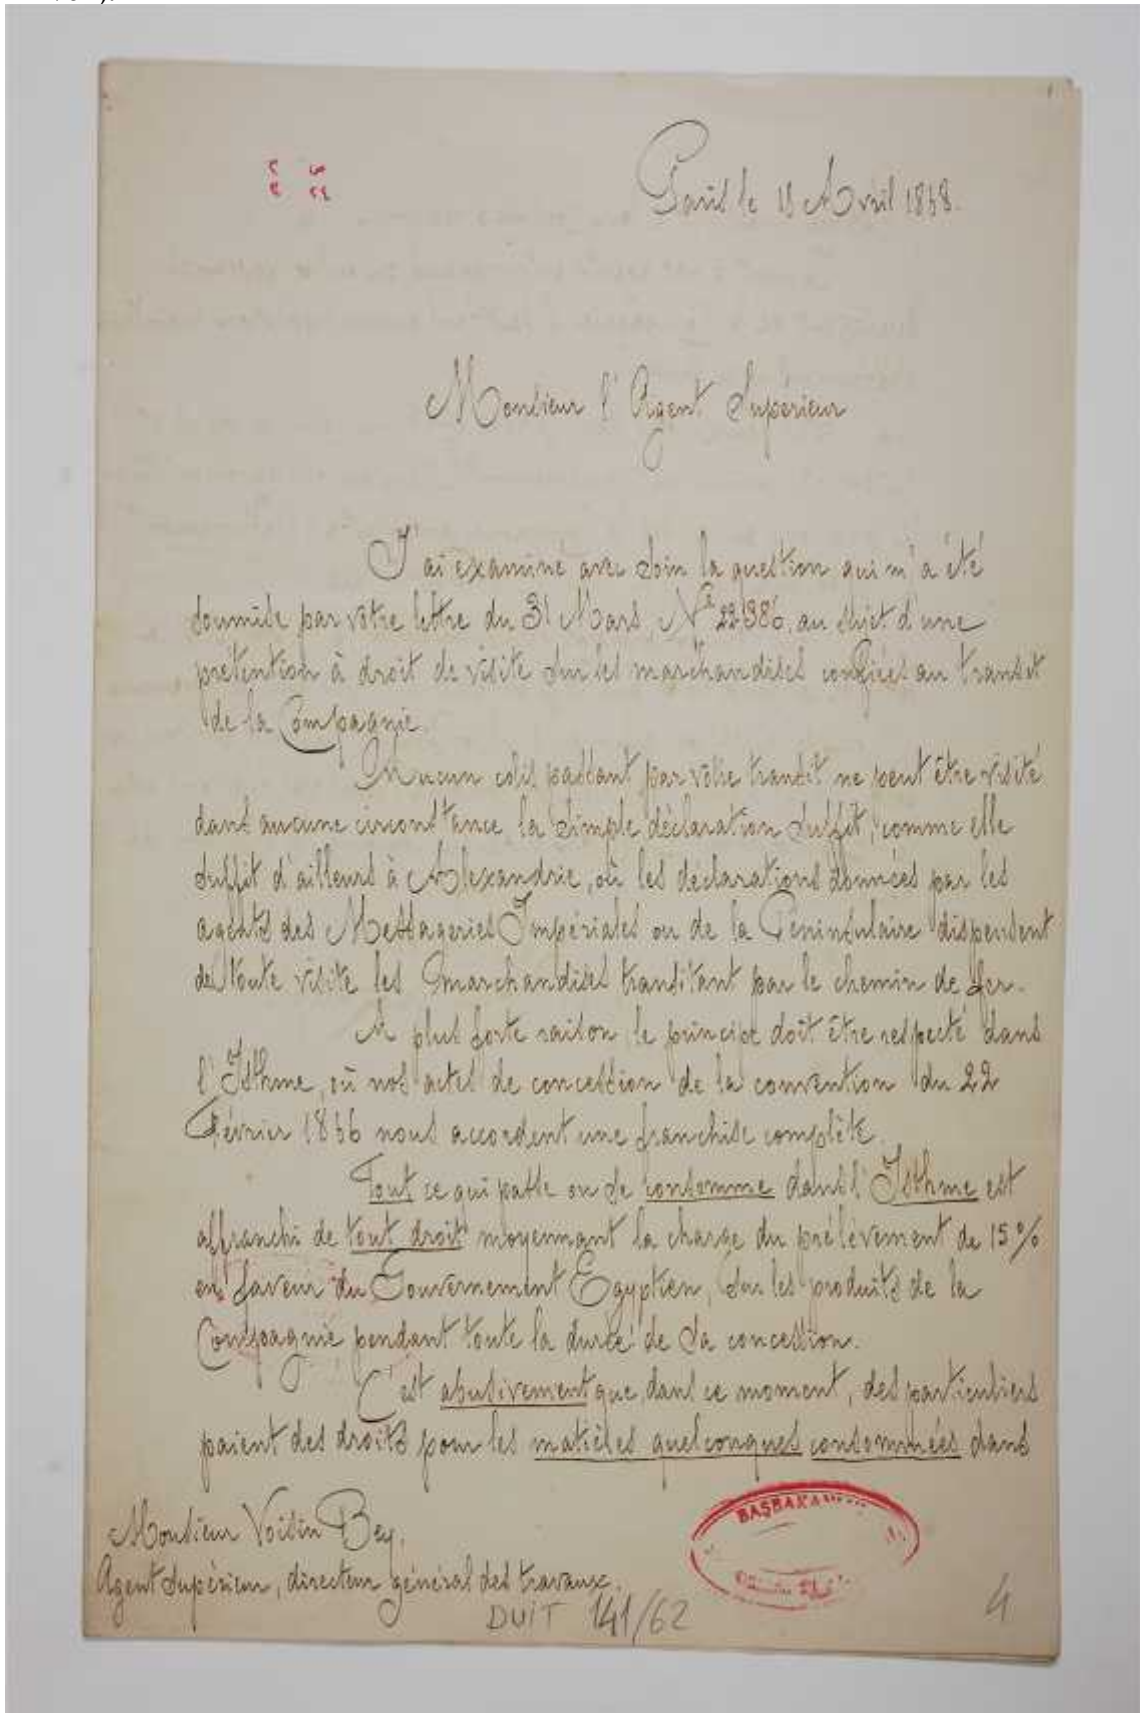 Paris le 18 Avril 1868.
Monsieur l'Agent Superieur
J'ai examiné avec soin la question qui m'a été
soumise par votre lettre du 31 Mars, au sujet d'une
prétention à droit de visite sur les marchandises confiées au transit
de la Compagnie.
Aucun colis passant par votre transit ne peut être visité
dans aucune circonstance, la simple déclaration suffit, comme elle
suffit d'ailleurs à Alexandrie, où les déclarations données par les
agents des Messageries Impériales ou de la Péninsulaire dispensent
de toute visite les marchandises transitant par le chemin de fer.
A plus forte raison, le principe doit être respecté dans
l'Isthme, où nos actes de concession de la convention du 22
Février 1866 nous accordent une franchise complète.
Tout ce qui passe ou se consomme dans l'Isthme est
affranchi de tout droit moyennant la charge du prélèvement de 15 %
en faveur du Gouvernement Egyptien, sur les produits de la
Compagnie pendant toute la durée de sa concession.
C'est abusivement que, dans ce moment, des particuliers
paient des droits pour les matières quelconques consommées dans
Monsieur Voisin Bey,
Agent Supérieur, directeur général des travaux.
BAŞBAKA
DUIT 141/62
4